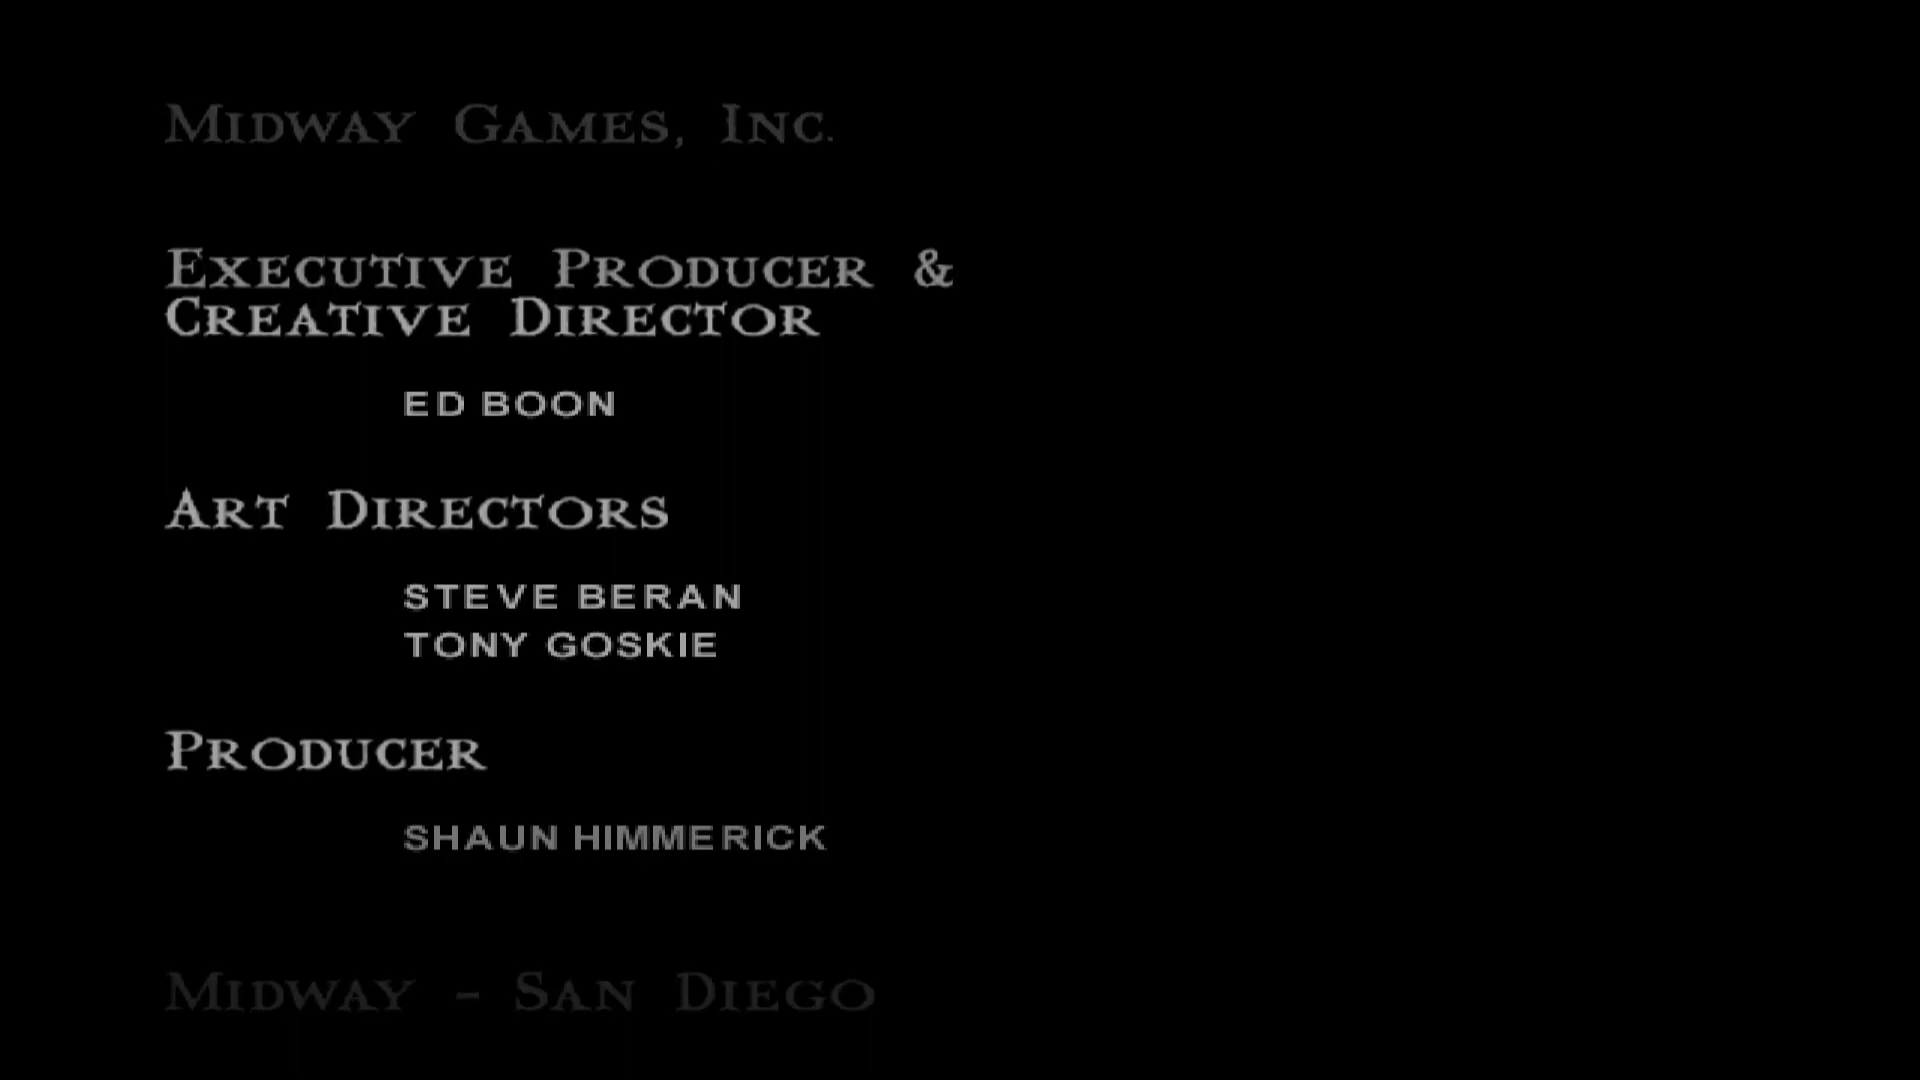 Midway Games, Inc.
Executive Producer &
Creative Director
ED BOON
Art Directors
STEVE BERAN
TONY GOSKIE
Producer
SHAUN HIMMERICK
Midway - San Diego